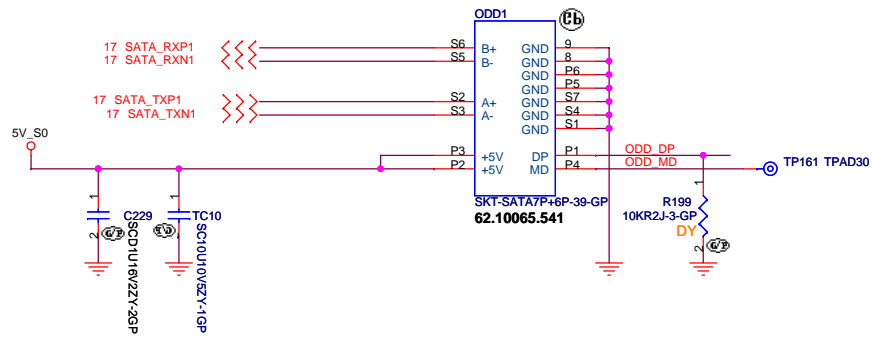 ODD1
17 SATA_RXP1
17 SATA_RXN1
17 SATA_TXP1
17 SATA_TXN1
S6
S5
S2
S3
P3
P2
B+
B-
A+
A-
+5V
+5V
GND
GND
GND
GND
GND
GND
GND
DP
MD
9
8
P6
P5
S7
S4
S1
P1
P4
ODD_DP
ODD_MD
TP161 TPAD30
5V_S0
SKT-SATA7P+6P-39-GP
62.10065.541
1
2
C229
SCD1U16V2ZY-2GP
1
TC10
SC10U10V5ZY-1GP
1
2
R199
10KR2J-3-GP
DY